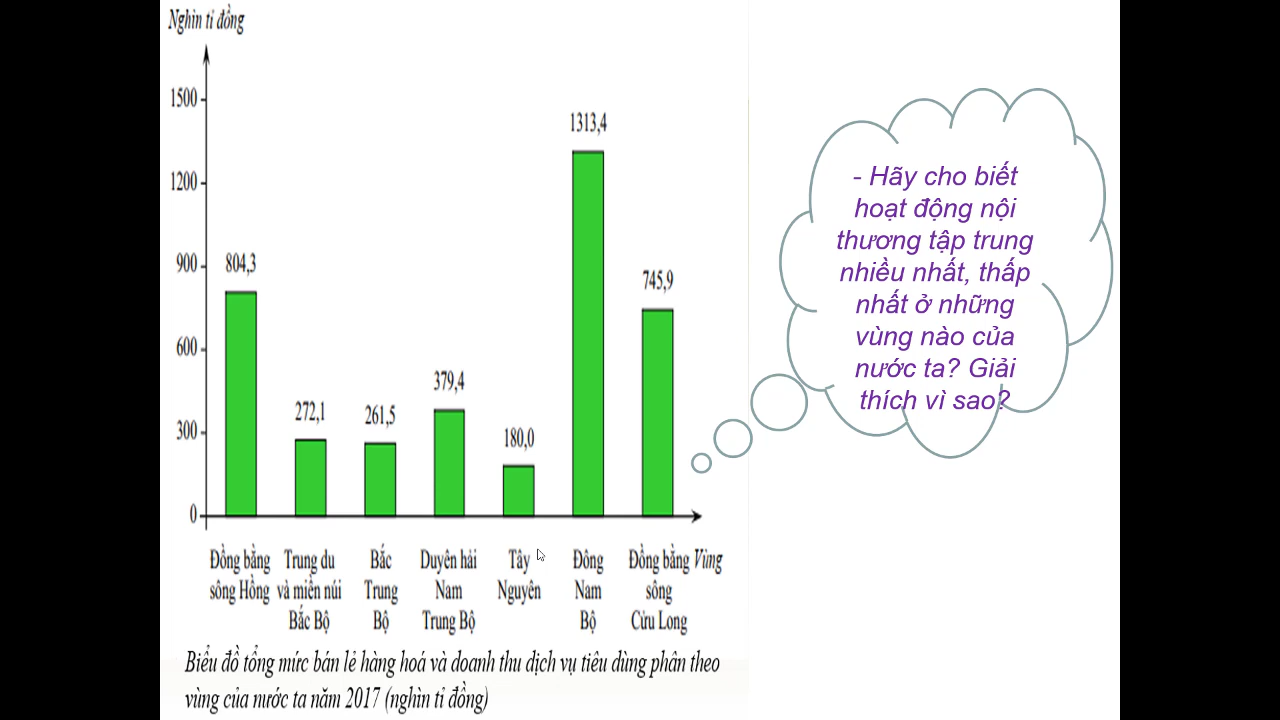 Nghìn tỉ đồng
1500
1200
900
600
300
0
804,3
272,1
261,5
379,4
180,0
1313,4
745,9
Đồng bằng
sông Hồng
Trung du
và miền núi
Bắc Bộ
Bắc
Trung
Bộ
Duyên hải
Nam
Trung Bộ
Tây
Nguyên
Đông
Nam
Bộ
Đồng bằng
sông
Cửu Long
Vùng
Biểu đồ tổng mức bán lẻ hàng hoá và doanh thu dịch vụ tiêu dùng phân theo
vùng của nước ta năm 2017 (nghìn tỉ đồng)
- Hãy cho biết
hoạt động nội
thương tập trung
nhiều nhất, thấp
nhất ở những
vùng nào của
nước ta? Giải
thích vì sao?